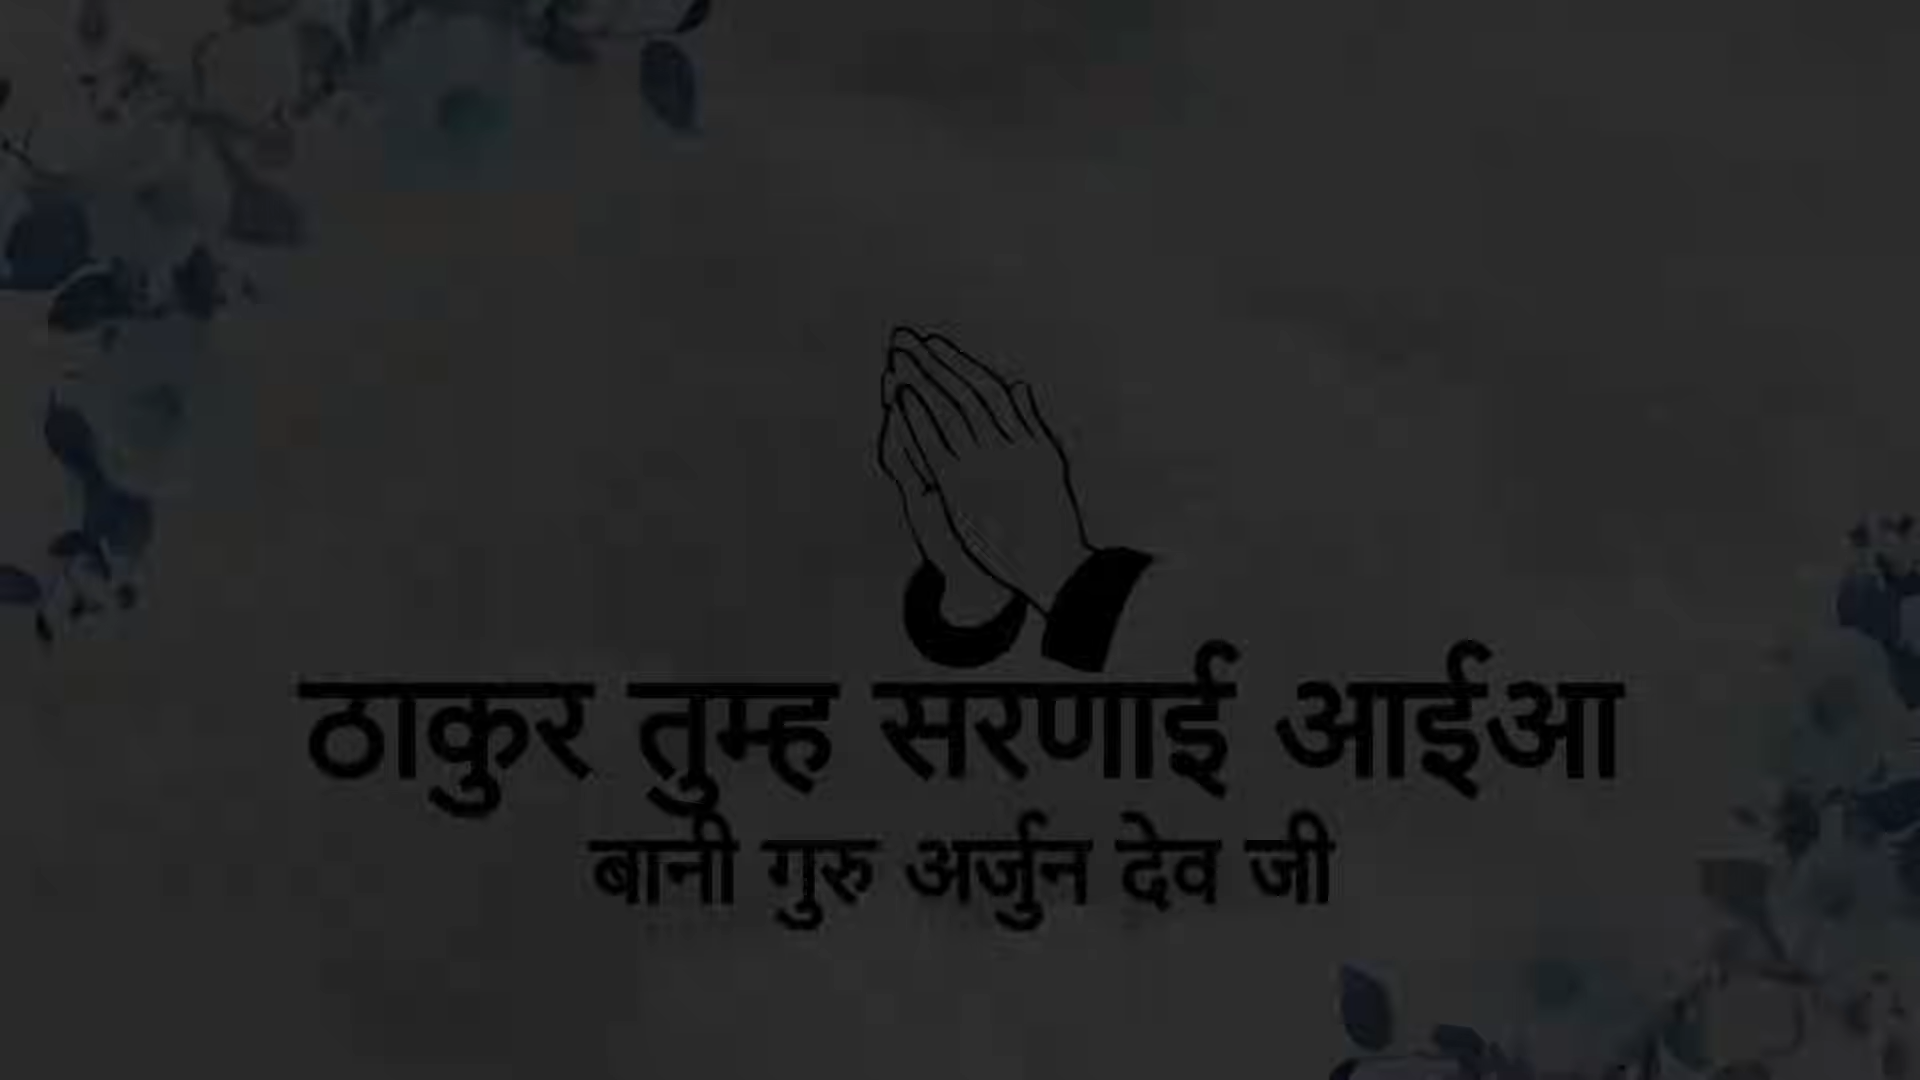 ठाकुर तुम्ह सरणाई आईआ
बानी गुरु अर्जुन देव जी